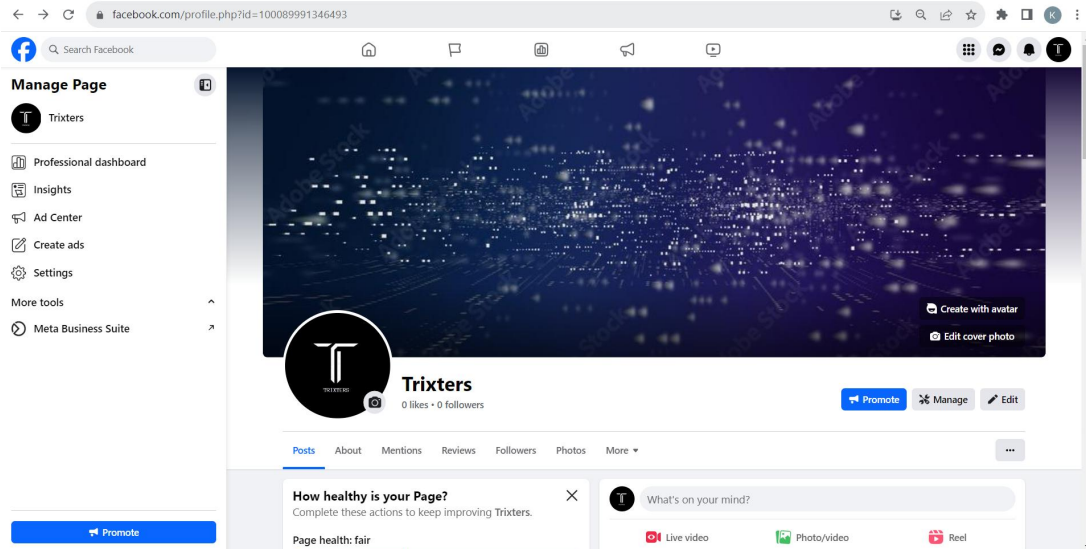 facebook.com/profile.php?id=100089991346493
K
Search Facebook
Manage Page
Trixters
Professional dashboard
Insights
Ad Center
Create ads
Settings
More tools
Meta Business Suite
Promote
Adobe Stock
Create with avatar
Edit cover photo
TRIXTERS
Trixters
0 likes • 0 followers
Promote
Manage
Edit
Posts
About
Mentions
Reviews
Followers
Photos
More
How healthy is your Page?
Complete these actions to keep improving Trixters.
Page health: fair
What's on your mind?
Live video
Photo/video
Reel